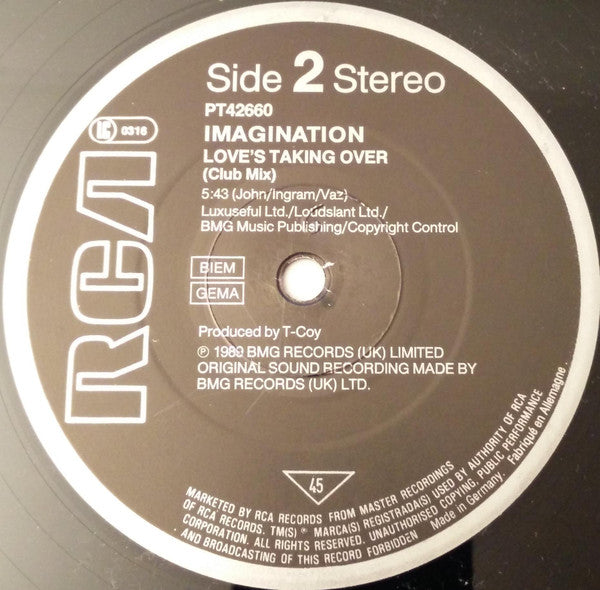 Side 2 Stereo
PT42660
IMAGINATION
LOVE'S TAKING OVER
(Club Mix)
5:43 (John/Ingram/Vaz)
Luxuseful Ltd./Loudslant Ltd./
BMG Music Publishing/Copyright Control
LC 0316
RCA
BIEM
GEMA
Produced by T-Coy
℗ 1989 BMG RECORDS (UK) LIMITED
ORIGINAL SOUND RECORDING MADE BY
BMG RECORDS (UK) LTD.
45
MARKETED BY RCA RECORDS FROM MASTER RECORDINGS
OF RCA RECORDS. TM(S) ® MARCA(S) REGISTRADA(S) USED BY AUTHORITY OF RCA
CORPORATION. ALL RIGHTS RESERVED. UNAUTHORISED COPYING, PUBLIC PERFORMANCE
AND BROADCASTING OF THIS RECORD FORBIDDEN Made in Germany. Fabriqué en Allemagne.